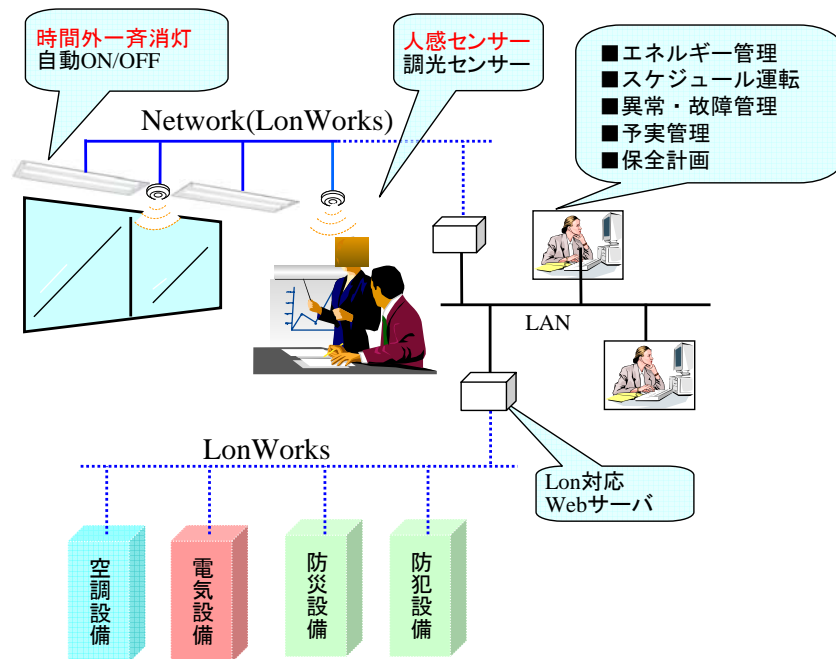 時間外一斉消灯
自動ON/OFF
人感センサー
調光センサー
■エネルギー管理
■スケジュール運転
■異常・故障管理
■予実管理
■保全計画
Network(LonWorks)
LAN
LonWorks
Lon対応
Webサーバ
空調設備
電気設備
防災設備
防犯設備